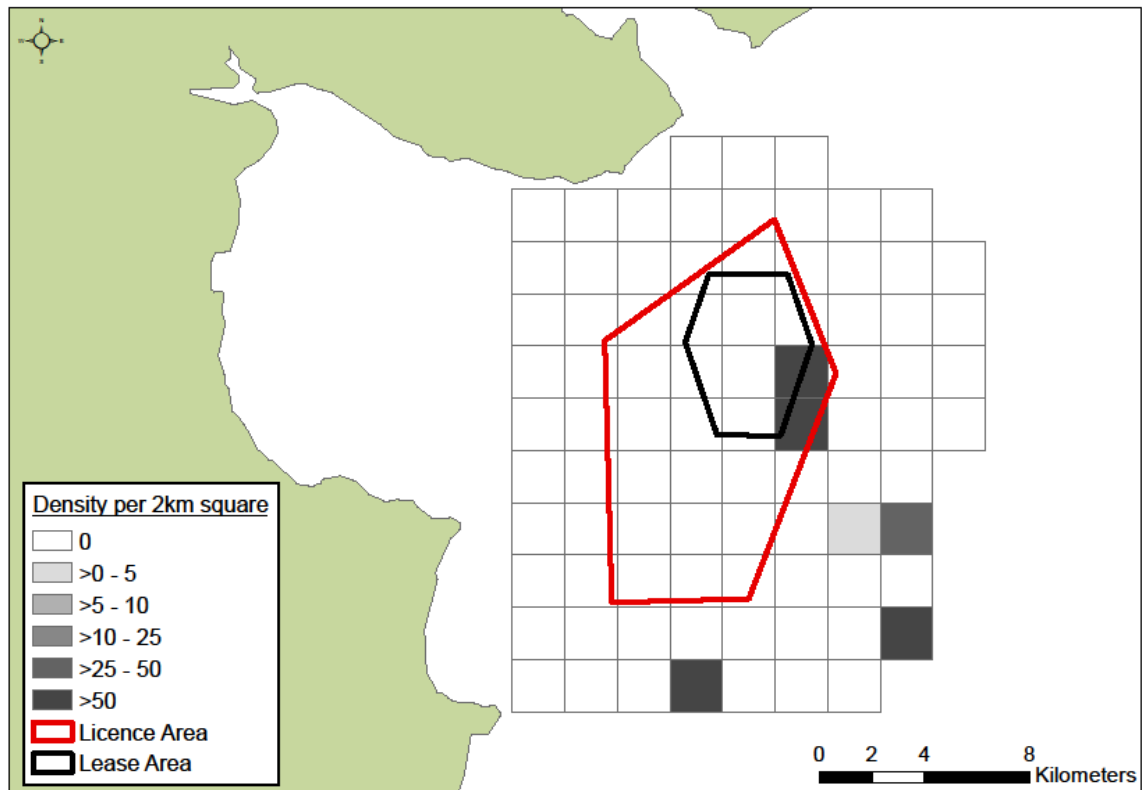 N
W E
S
Density per 2km square
0
>0 - 5
>5 - 10
>10 - 25
>25 - 50
>50
Licence Area
Lease Area
0 2 4 8
Kilometers